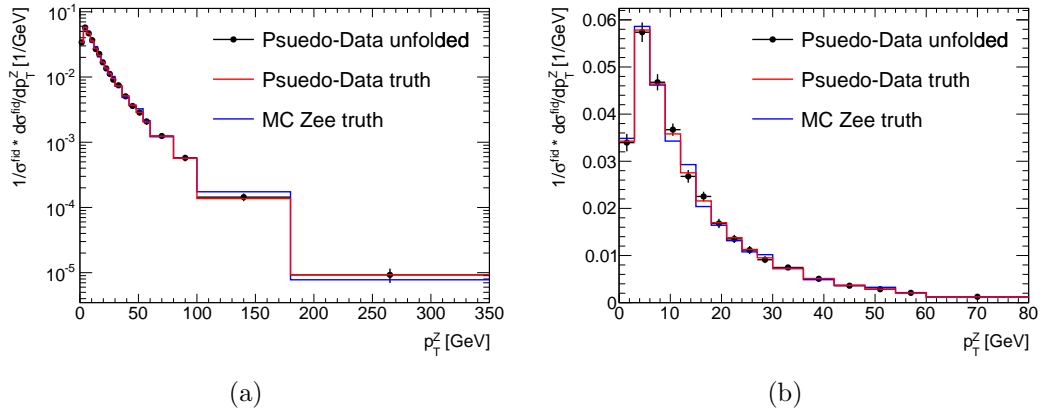 1/σ^fid * dσ^fid/dp_T^Z [1/GeV]
10^-1
10^-2
10^-3
10^-4
10^-5
Psuedo-Data unfolded
Psuedo-Data truth
MC Zee truth
0 50 100 150 200 250 300 350
p_T^Z [GeV]
(a)
1/σ^fid * dσ^fid/dp_T^Z [1/GeV]
0.06
0.05
0.04
0.03
0.02
0.01
0
Psuedo-Data unfolded
Psuedo-Data truth
MC Zee truth
0 10 20 30 40 50 60 70 80
p_T^Z [GeV]
(b)